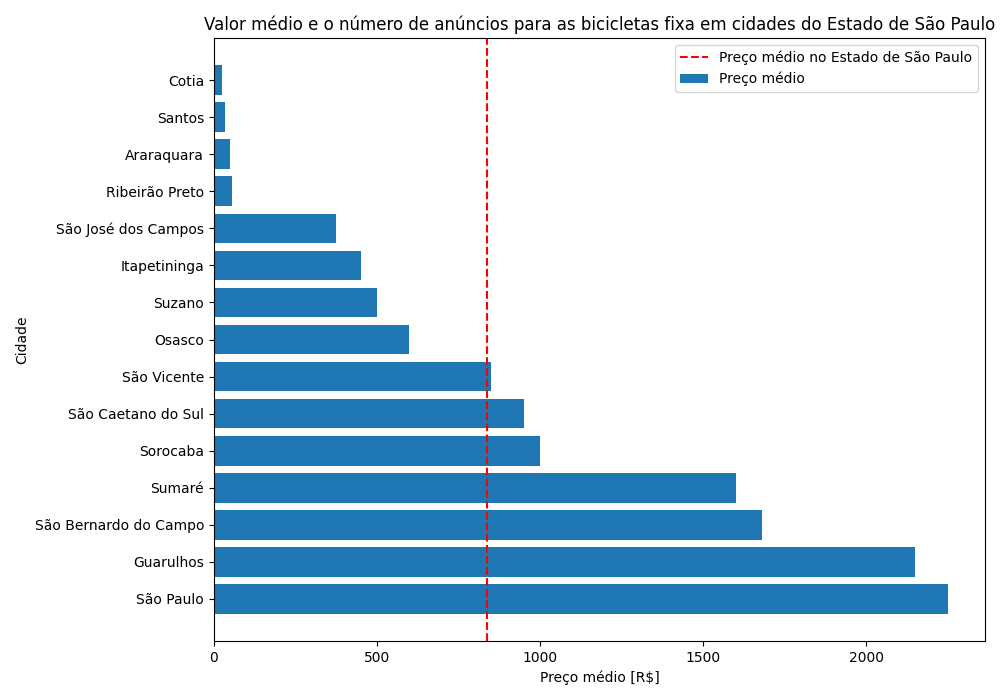 Valor médio e o número de anúncios para as bicicletas fixa em cidades do Estado de São Paulo
Preço médio no Estado de São Paulo
Preço médio
Cidade
Cotia
Santos
Araraquara
Ribeirão Preto
São José dos Campos
Itapetininga
Suzano
Osasco
São Vicente
São Caetano do Sul
Sorocaba
Sumaré
São Bernardo do Campo
Guarulhos
São Paulo
0 500 1000 1500 2000
Preço médio [R$]